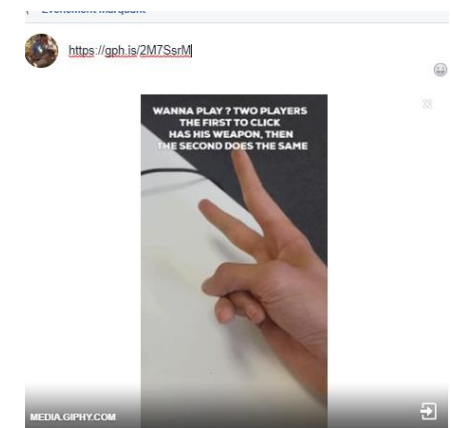 Evénement marquant
https://gph.is/2M7SsrM
WANNA PLAY ? TWO PLAYERS
THE FIRST TO CLICK
HAS HIS WEAPON, THEN
THE SECOND DOES THE SAME
MEDIA.GIPHY.COM